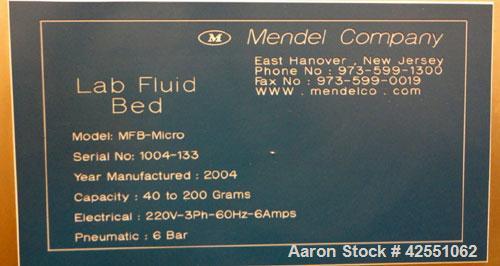 M Mendel Company
East Hanover , New Jersey
Phone No : 973-599-1300
Fax No : 973-599-0019
WWW . mendelco . com
Lab Fluid
Bed
Model: MFB-Micro
Serial No: 1004-133
Year Manufactured : 2004
Capacity : 40 to 200 Grams
Electrical : 220V-3Ph-60Hz-6Amps
Pneumatic : 6 Bar
Aaron Stock # 42551062